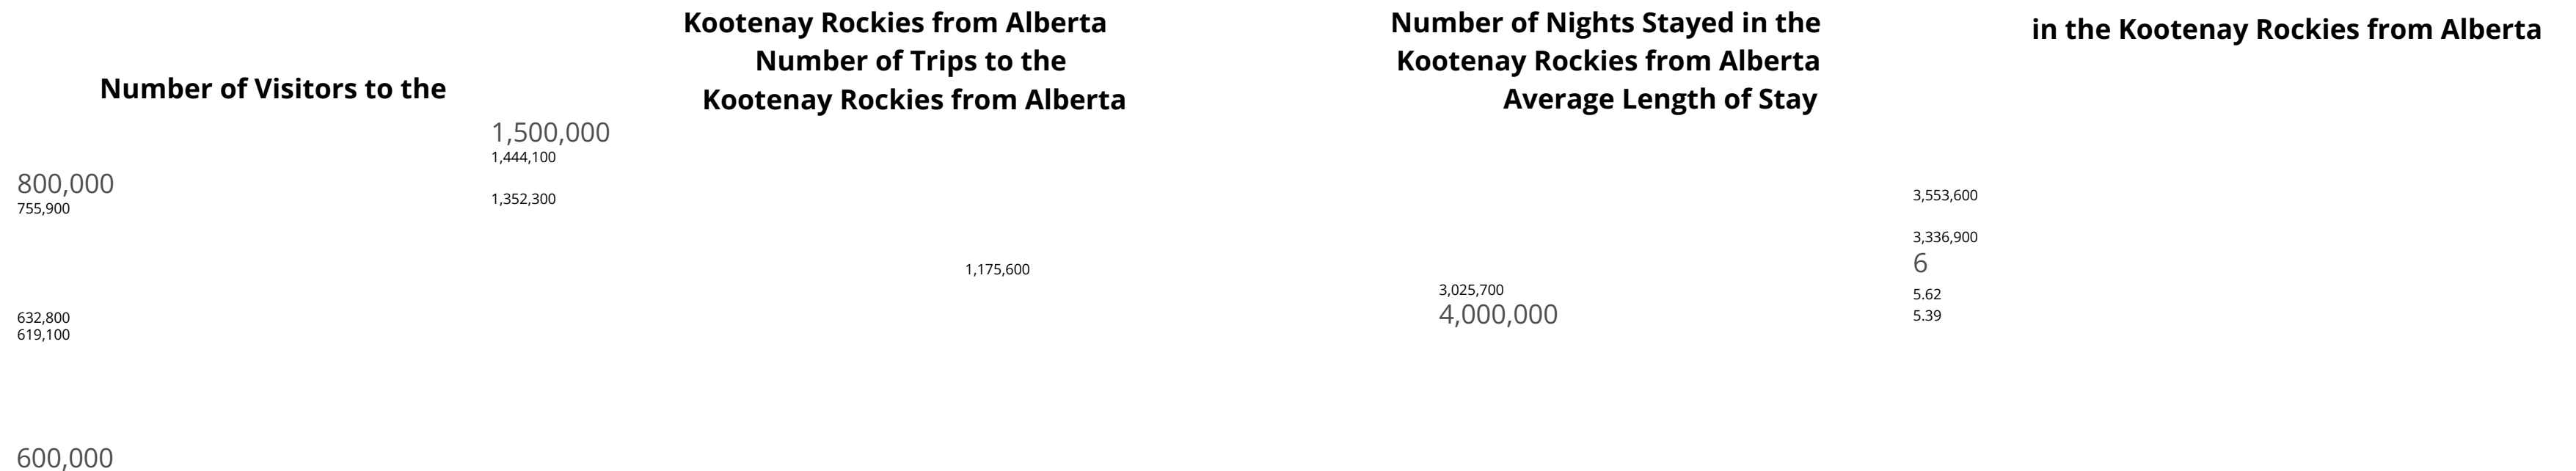 Kootenay Rockies from Alberta
Number of Trips to the
Kootenay Rockies from Alberta
Number of Nights Stayed in the
Kootenay Rockies from Alberta
Average Length of Stay
in the Kootenay Rockies from Alberta
Number of Visitors to the
1,500,000
1,444,100
1,352,300
800,000
755,900
632,800
619,100
600,000
1,175,600
3,025,700
4,000,000
3,553,600
3,336,900
6
5.62
5.39